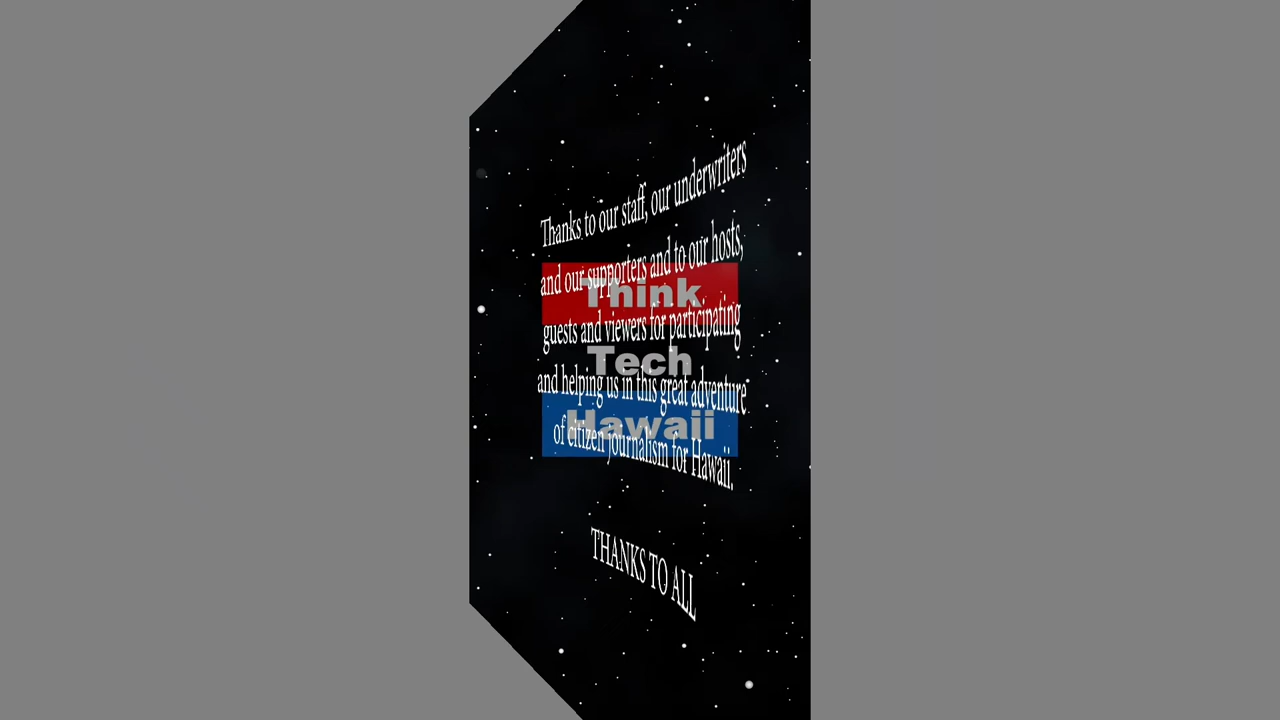 Thanks to our staff, our underwriters
and our supporters and to our hosts,
guests and viewers for participating
and helping us in this great adventure
of citizen journalism for Hawaii.
THANKS TO ALL
Think
Tech
Hawaii